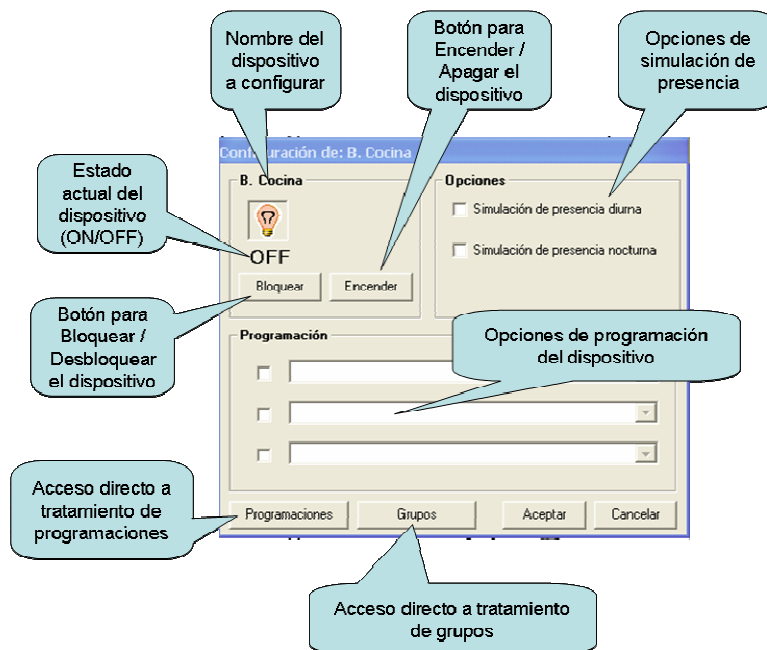 Nombre del
dispositivo
a configurar
Botón para
Encender /
Apagar el
dispositivo
Opciones de
simulación de
presencia
Estado
actual del
dispositivo
(ON/OFF)
Botón para
Bloquear /
Desbloquear
el dispositivo
Configuración de: B. Cocina
B. Cocina
OFF
Bloquear
Encender
Opciones
Simulación de presencia diurna
Simulación de presencia nocturna
Programación
Opciones de programación
del dispositivo
Acceso directo a
tratamiento de
programaciones
Programaciones
Grupos
Aceptar
Cancelar
Acceso directo a tratamiento
de grupos